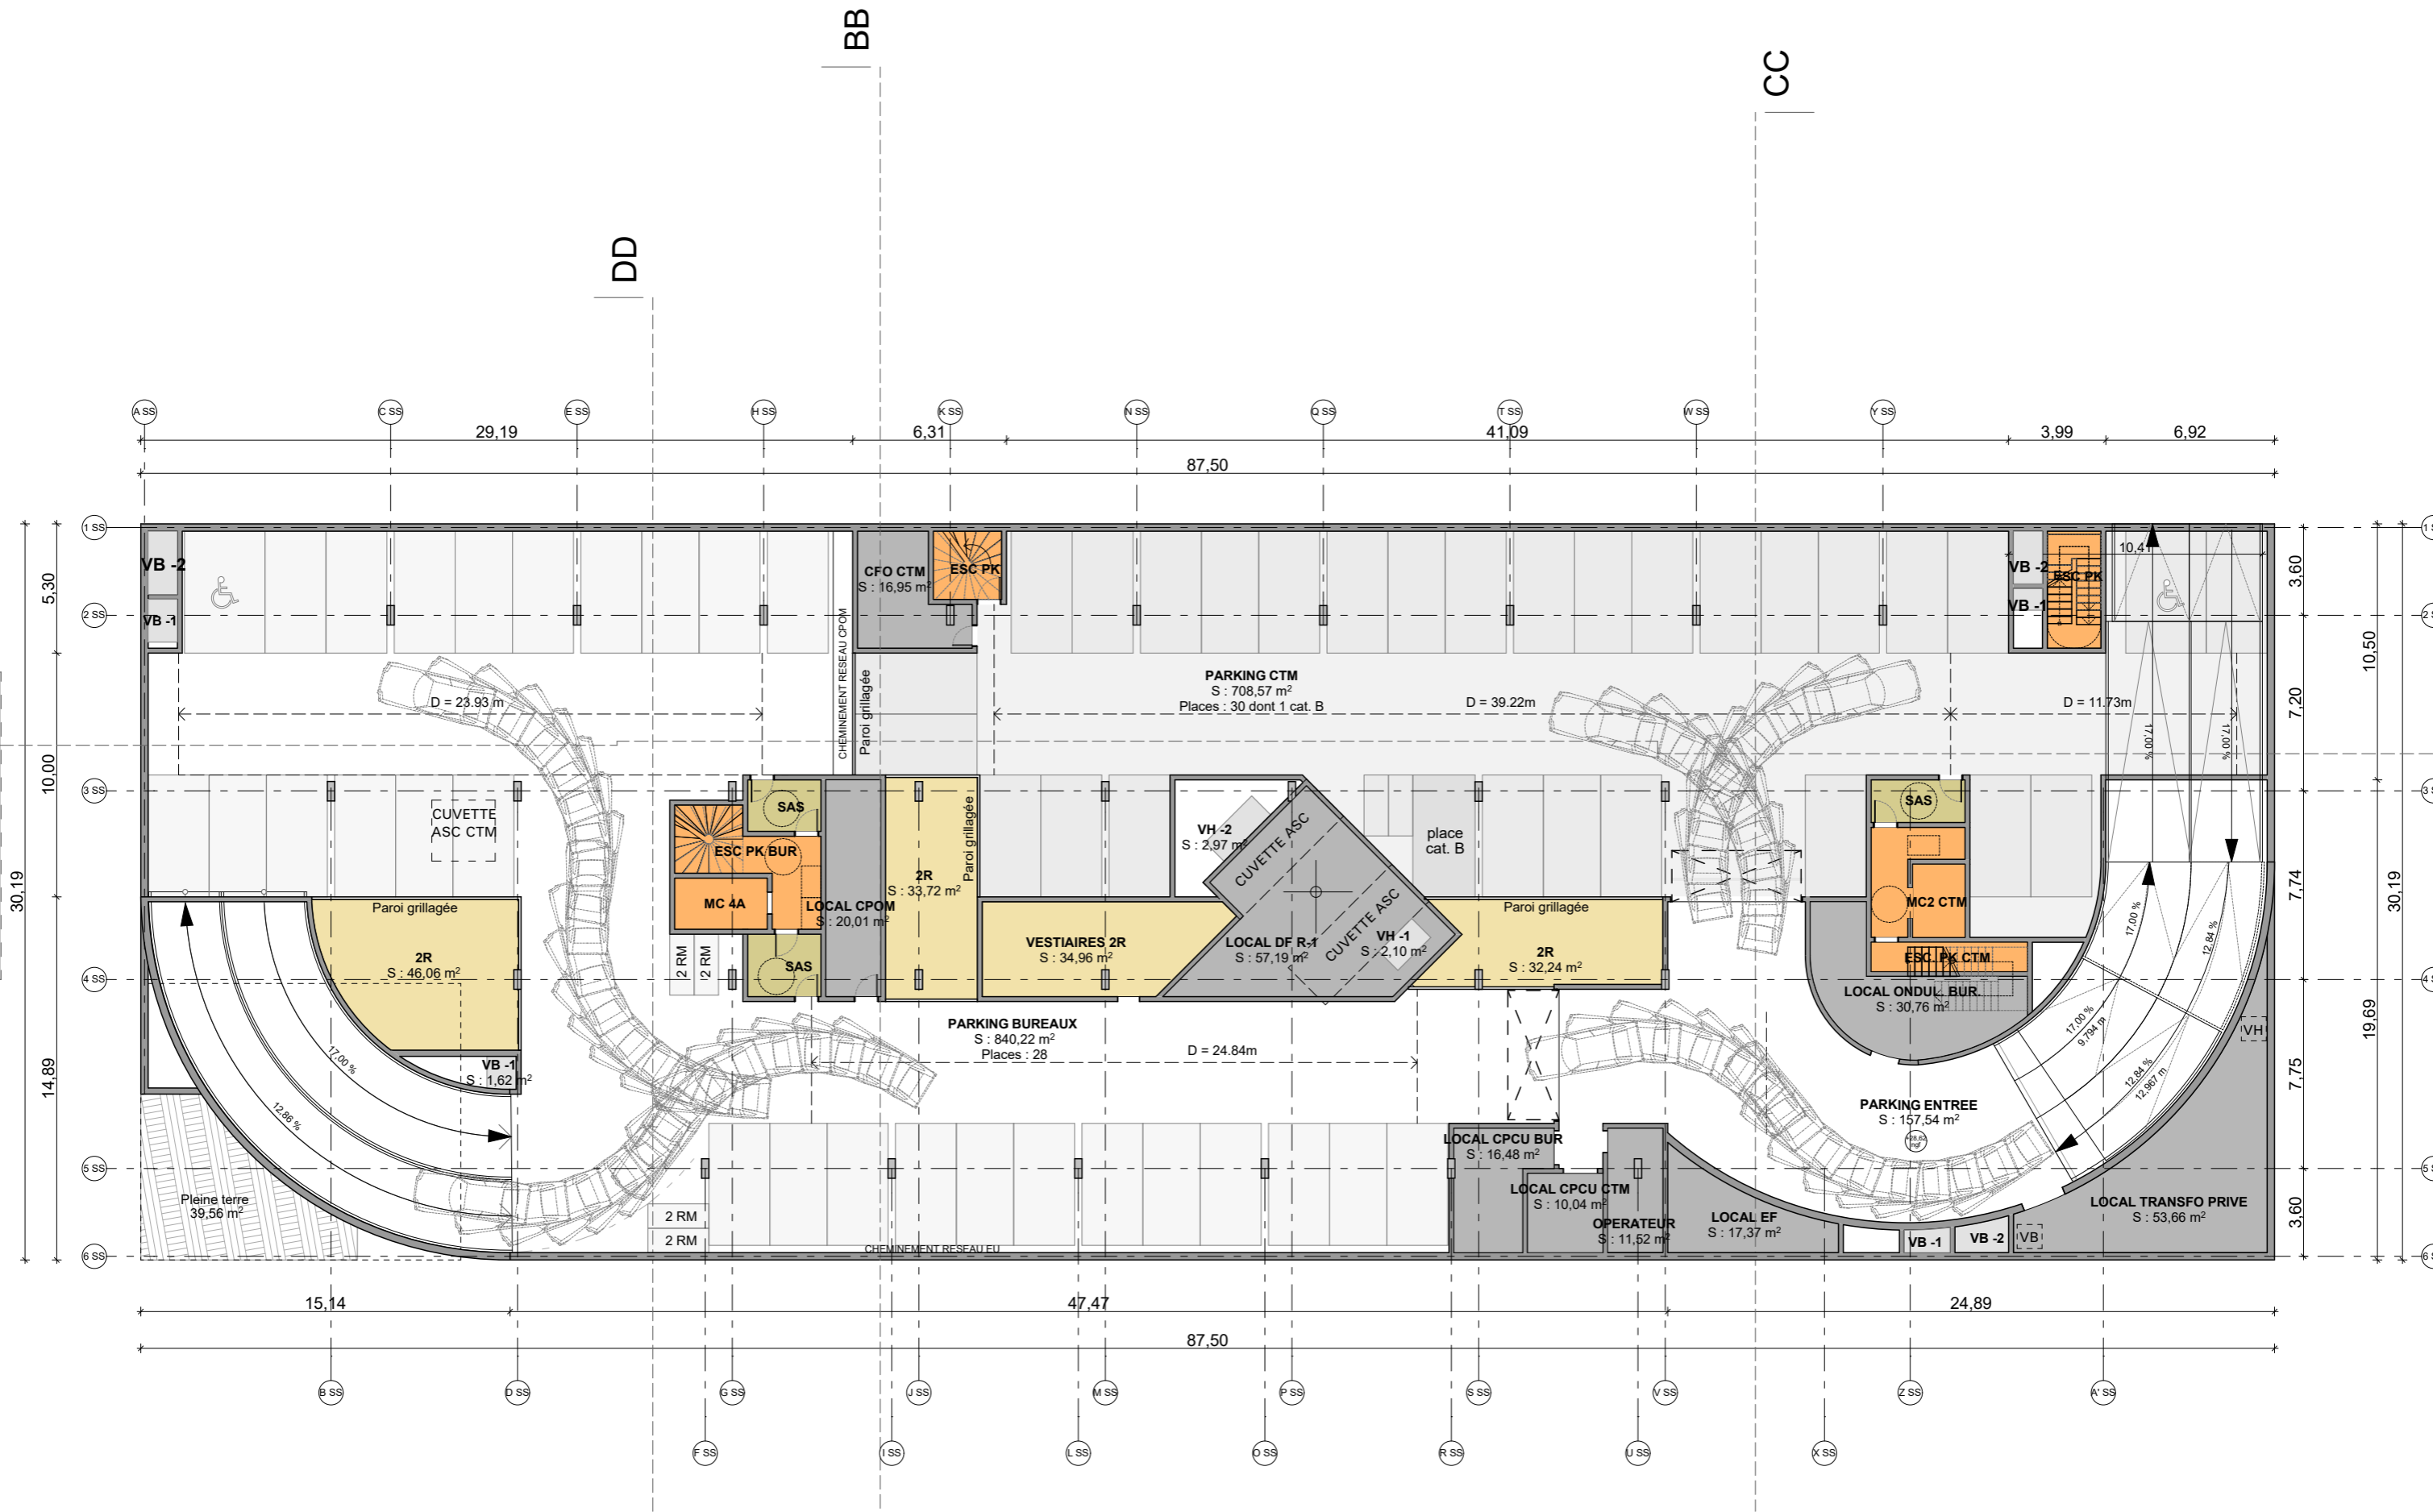 BB
CC
DD
A SS
C SS
E SS
H SS
K SS
N SS
Q SS
T SS
W SS
Y SS
29,19
6,31
41,09
3,99
6,92
87,50
1 SS
2 SS
3 SS
4 SS
5 SS
6 SS
30,19
5,30
10,00
14,89
VB -2
VB -1
CFO CTM
S : 16,95 m²
ESC PK
VB -2
VB -1
ESC PK
10,41
3,60
7,20
7,74
7,75
3,60
10,50
19,69
30,19
CHEMINEMENT RESEAU CPOM
Paroi grillagée
PARKING CTM
S : 708,57 m²
Places : 30 dont 1 cat. B
D = 23.93 m
D = 39.22m
D = 11.73m
17,00 %
17,00 %
CUVETTE
ASC CTM
SAS
ESC PK BUR
MC 4A
LOCAL CPOM
S : 20,01 m²
2R
S : 33,72 m²
Paroi grillagée
VH -2
S : 2,97 m²
CUVETTE ASC
CUVETTE ASC
place
cat. B
SAS
MC2 CTM
Paroi grillagée
2R
S : 46,06 m²
2 RM
2 RM
SAS
VESTIAIRES 2R
S : 34,96 m²
LOCAL DF R-1
S : 57,19 m²
VH -1
S : 2,10 m²
Paroi grillagée
2R
S : 32,24 m²
ESC. PK CTM
LOCAL ONDUL. BUR.
S : 30,76 m²
17,00 %
12,84 %
17,00 %
9,794 m
12,84 %
12,967 m
VH
PARKING BUREAUX
S : 840,22 m²
Places : 28
D = 24.84m
VB -1
S : 1,62 m²
17,00 %
12,86 %
PARKING ENTREE
S : 157,54 m²
Pleine terre
39,56 m²
2 RM
2 RM
CHEMINEMENT RESEAU EU
LOCAL CPCU BUR
S : 16,48 m²
LOCAL CPCU CTM
S : 10,04 m²
OPERATEUR
S : 11,52 m²
LOCAL EF
S : 17,37 m²
VB -1
VB -2
VB
LOCAL TRANSFO PRIVE
S : 53,66 m²
15,14
47,47
24,89
87,50
B SS
D SS
G SS
J SS
M SS
P SS
S SS
V SS
Z SS
A' SS
F SS
I SS
L SS
O SS
R SS
U SS
X SS